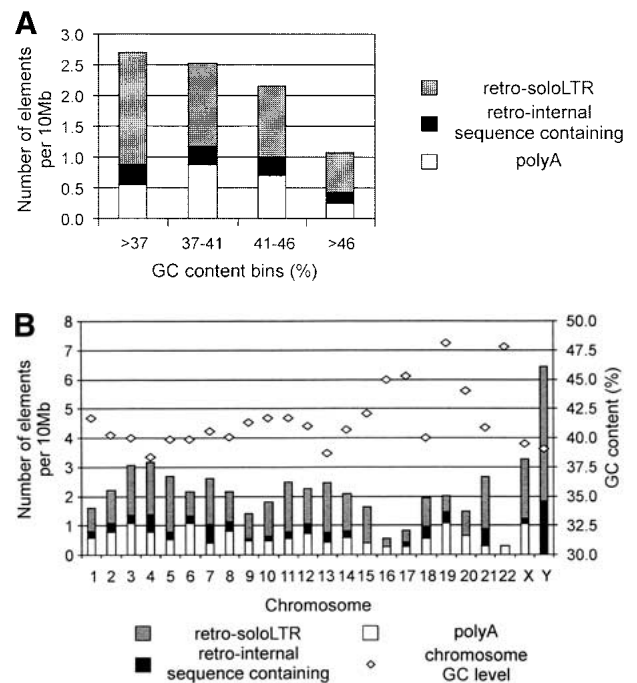 A
Number of elements
per 10Mb
3.0
2.5
2.0
1.5
1.0
0.5
0.0
>37
37-41
41-46
>46
GC content bins (%)
retro-soloLTR
retro-internal
sequence containing
polyA
B
Number of elements
per 10Mb
8
7
6
5
4
3
2
1
0
50.0
47.5
45.0
42.5
40.0
37.5
35.0
32.5
30.0
GC content (%)
1 2 3 4 5 6 7 8 9 10 11 12 13 14 15 16 17 18 19 20 21 22 X Y
Chromosome
retro-soloLTR
retro-internal
sequence containing
polyA
chromosome
GC level